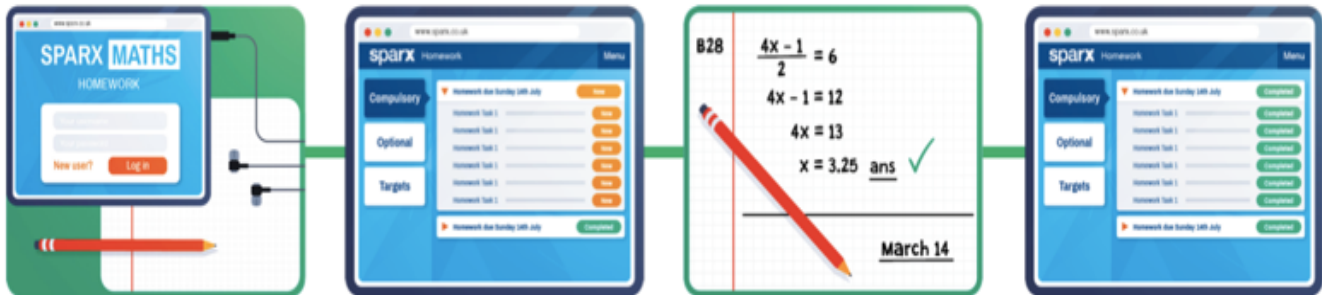 www.sparx.co.uk
SPARX MATHS
HOMEWORK
New user?
Log in
www.sparx.co.uk
sparx Homework
Menu
Compulsory
Optional
Targets
Homework due Sunday 14th July
New
Homework Task 1
New
Homework Task 1
New
Homework Task 1
New
Homework Task 1
New
Homework Task 1
New
Homework Task 1
New
Homework due Sunday 14th July
Completed
B28
4x - 1
2
= 6
4x - 1 = 12
4x = 13
x = 3.25 ans ✓
March 14
www.sparx.co.uk
sparx Homework
Menu
Compulsory
Optional
Targets
Homework due Sunday 14th July
Completed
Homework Task 1
Completed
Homework Task 1
Completed
Homework Task 1
Completed
Homework Task 1
Completed
Homework Task 1
Completed
Homework Task 1
Completed
Homework due Sunday 14th July
Completed